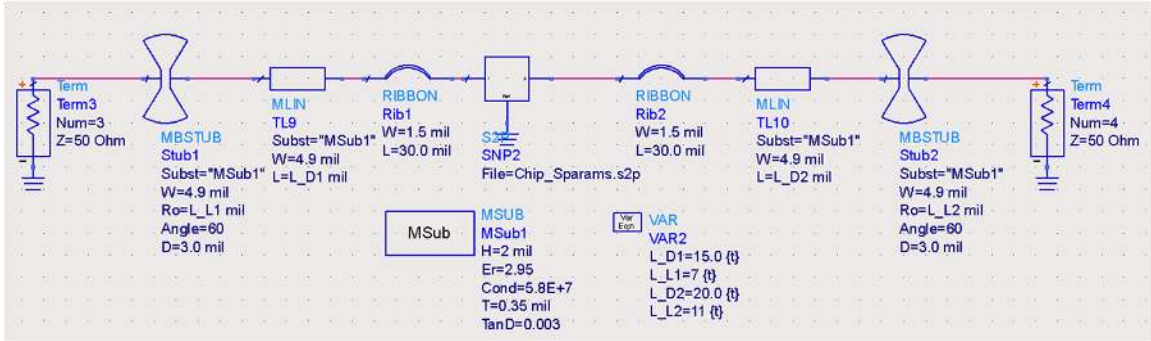 Term
Term3
Num=3
Z=50 Ohm
MBSTUB
Stub1
Subst="MSub1"
W=4.9 mil
Ro=L_L1 mil
Angle=60
D=3.0 mil
MLIN
TL9
Subst="MSub1"
W=4.9 mil
L=L_D1 mil
RIBBON
Rib1
W=1.5 mil
L=30.0 mil
Ref
SNP2
File=Chip_Sparams.s2p
RIBBON
Rib2
W=1.5 mil
L=30.0 mil
MLIN
TL10
Subst="MSub1"
W=4.9 mil
L=L_D2 mil
MBSTUB
Stub2
Subst="MSub1"
W=4.9 mil
Ro=L_L2 mil
Angle=60
D=3.0 mil
Term
Term4
Num=4
Z=50 Ohm
MSub
MSUB
MSub1
H=2 mil
Er=2.95
Cond=5.8E+7
T=0.35 mil
TanD=0.003
Var
Eqn
VAR
VAR2
L_D1=15.0 {t}
L_L1=7 {t}
L_D2=20.0 {t}
L_L2=11 {t}